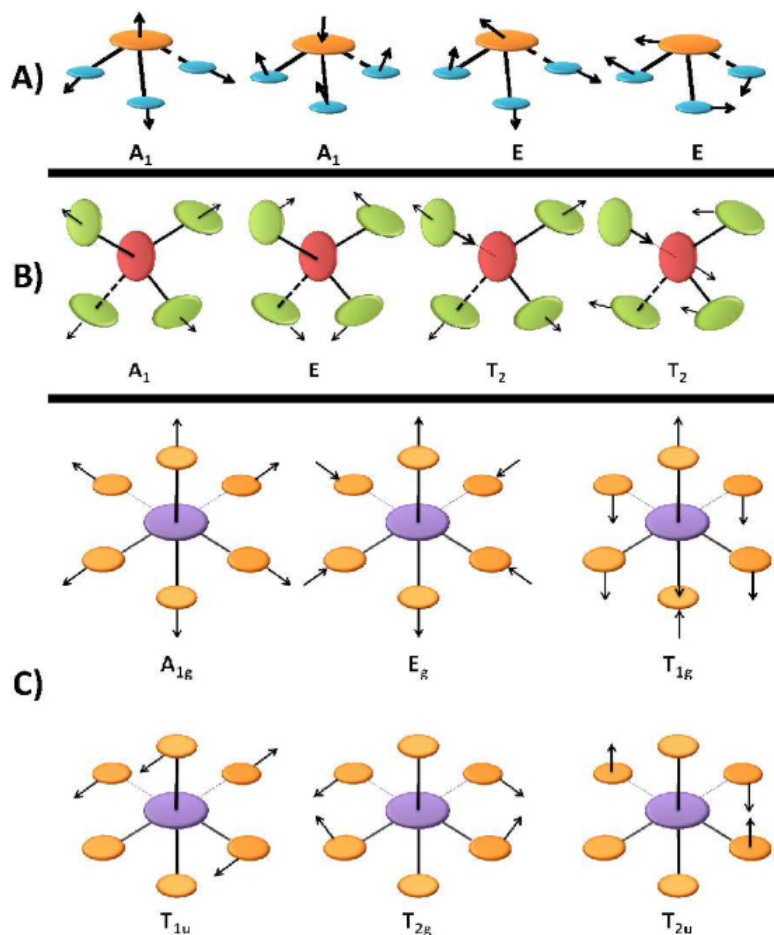 A)
A₁ A₁ E E
B)
A₁ E T₂ T₂
A₁g Eg T₁g
C)
T₁u T₂g T₂u